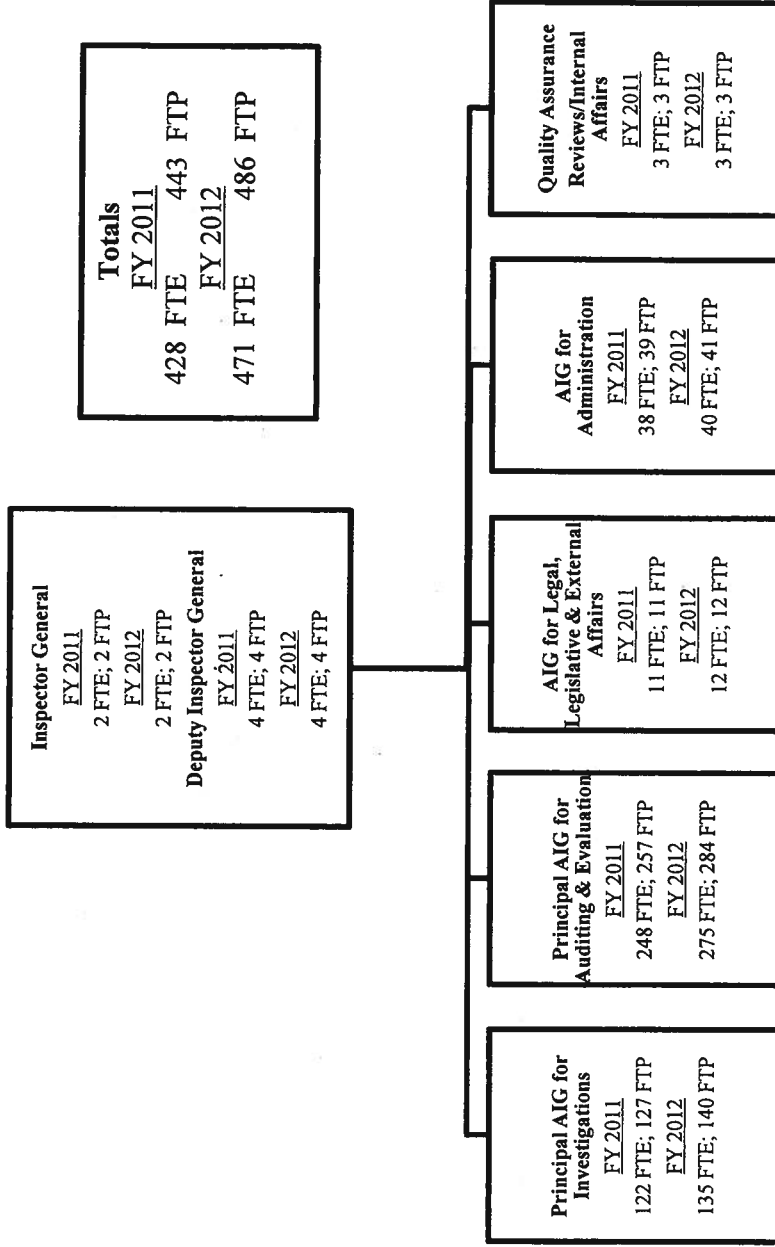 Inspector General
FY 2011
2 FTE; 2 FTP
FY 2012
2 FTE; 2 FTP
Deputy Inspector General
FY 2011
4 FTE; 4 FTP
FY 2012
4 FTE; 4 FTP
Totals
FY 2011
428 FTE 443 FTP
FY 2012
471 FTE 486 FTP
Principal AIG for
Investigations
FY 2011
122 FTE; 127 FTP
FY 2012
135 FTE; 140 FTP
Principal AIG for
Auditing & Evaluation
FY 2011
248 FTE; 257 FTP
FY 2012
275 FTE; 284 FTP
AIG for Legal,
Legislative & External
Affairs
FY 2011
11 FTE; 11 FTP
FY 2012
12 FTE; 12 FTP
AIG for
Administration
FY 2011
38 FTE; 39 FTP
FY 2012
40 FTE; 41 FTP
Quality Assurance
Reviews/Internal
Affairs
FY 2011
3 FTE; 3 FTP
FY 2012
3 FTE; 3 FTP